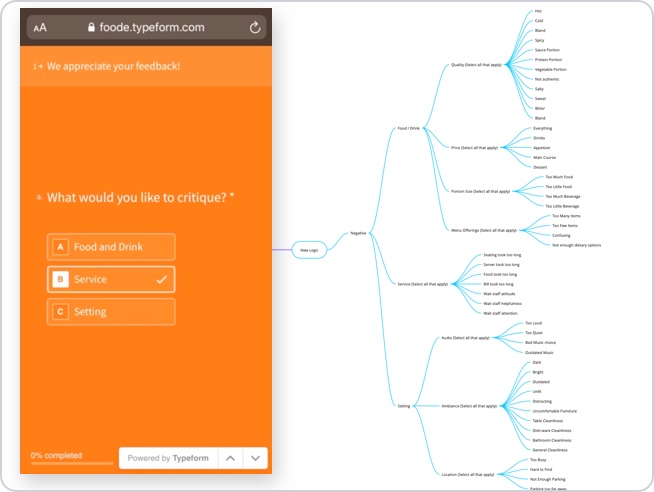 AA foode.typeform.com
1→ We appreciate your feedback!
a. What would you like to critique? *
A Food and Drink
B Service
C Setting
0% completed
Powered by Typeform
New Logic
Negative
Food / Drink
Quality (Select all that apply)
Hot
Cold
Bland
Spicy
Sauce Portion
Protein Portion
Vegetable Portion
Not authentic
Salty
Sweet
Bitter
Bland
Price (Select all that apply)
Everything
Drinks
Appetizer
Main Course
Dessert
Portion Size (Select all that apply)
Too Much Food
Too Little Food
Too Much Beverage
Too Little Beverage
Menu Offerings (Select all that apply)
Too Many items
Too Few items
Confusing
Not enough dietary options
Service (Select all that apply)
Seating took too long
Server took too long
Food took too long
Bill took too long
Wait staff attitude
Wait staff helpfulness
Wait staff attention
Setting
Audio (Select all that apply)
Too Loud
Too Quiet
Bad Music choice
Outdated Music
Ambiance (Select all that apply)
Dark
Bright
Outdated
Distracting
Uncomfortable Furniture
Table Cleanliness
Dish-ware Cleanliness
Bathroom Cleanliness
General Cleanliness
Location (Select all that apply)
Too Busy
Hard to Find
Not Enough Parking
Parking too far away